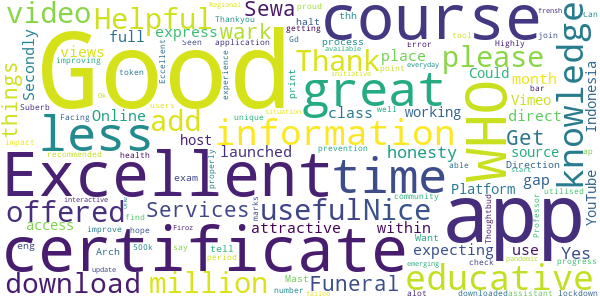 video Helpful Sewa course
express wark halt process thh proud Regional
Thankyou getting application Error Highly frensh Can
views full Seen Gd place tool join
things Secondly improving token Eccellent experience print available everyday
Good Thank please knowledge
Ok users add great initiative point Could month Indonesia
Suberb Online unique situation Vimeo bar
Facing host class well working direct
less information WHO Get
impact launched honesty source ap
recommended health prevention able Direction
Excellent time app YouTube
exam properly gap start
offered Services UsefulNice Platform
interactive marks community Thoughtbud Professor utilised
access find attractive within expecting use Yes
improve hope Firoz tell Want check progress
certificate
eng Arch 500k say period alot
download million Mast Funeral educative
update number failed emerging pandemic downloaded assistant lockdown